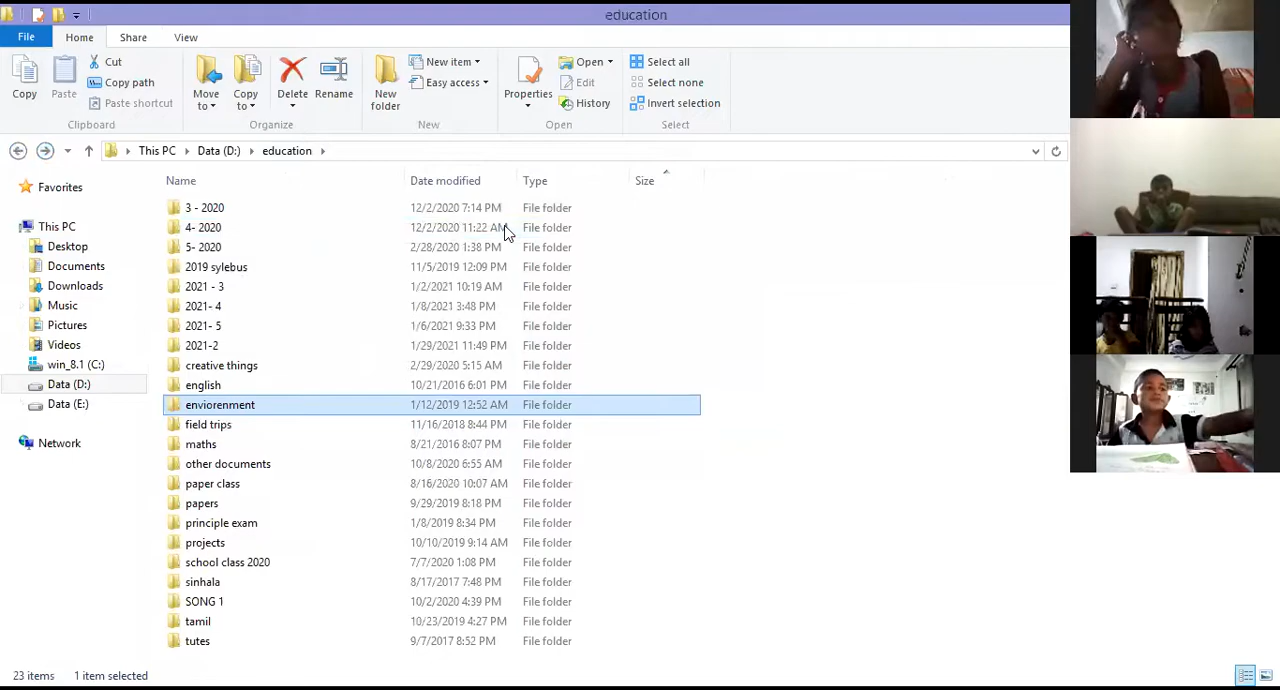 education
File Home Share View
Copy Paste Cut Copy path Paste shortcut Move to Copy to Delete Rename New folder New item Easy access Properties Open Edit History Select all Select none Invert selection
Clipboard Organize New Open Select
This PC Data (D:) education
Name Date modified Type Size
3 - 2020 12/2/2020 7:14 PM File folder
4- 2020 12/2/2020 11:22 AM File folder
5- 2020 2/28/2020 1:38 PM File folder
2019 sylebus 11/5/2019 12:09 PM File folder
2021 - 3 1/2/2021 10:19 AM File folder
2021- 4 1/8/2021 3:48 PM File folder
2021- 5 1/6/2021 9:33 PM File folder
2021-2 1/29/2021 11:49 PM File folder
creative things 2/29/2020 5:15 AM File folder
english 10/21/2016 6:01 PM File folder
enviorenment 1/12/2019 12:52 AM File folder
field trips 11/16/2018 8:44 PM File folder
maths 8/21/2016 8:07 PM File folder
other documents 10/8/2020 6:55 AM File folder
paper class 8/16/2020 10:07 AM File folder
papers 9/29/2019 8:18 PM File folder
principle exam 1/8/2019 8:34 PM File folder
projects 10/10/2019 9:14 AM File folder
school class 2020 7/7/2020 1:08 PM File folder
sinhala 8/17/2017 7:48 PM File folder
SONG 1 10/2/2020 4:39 PM File folder
tamil 10/23/2019 4:27 PM File folder
tutes 9/7/2017 8:52 PM File folder
Favorites
This PC
Desktop
Documents
Downloads
Music
Pictures
Videos
win_8.1 (C:)
Data (D:)
Data (E:)
Network
23 items 1 item selected